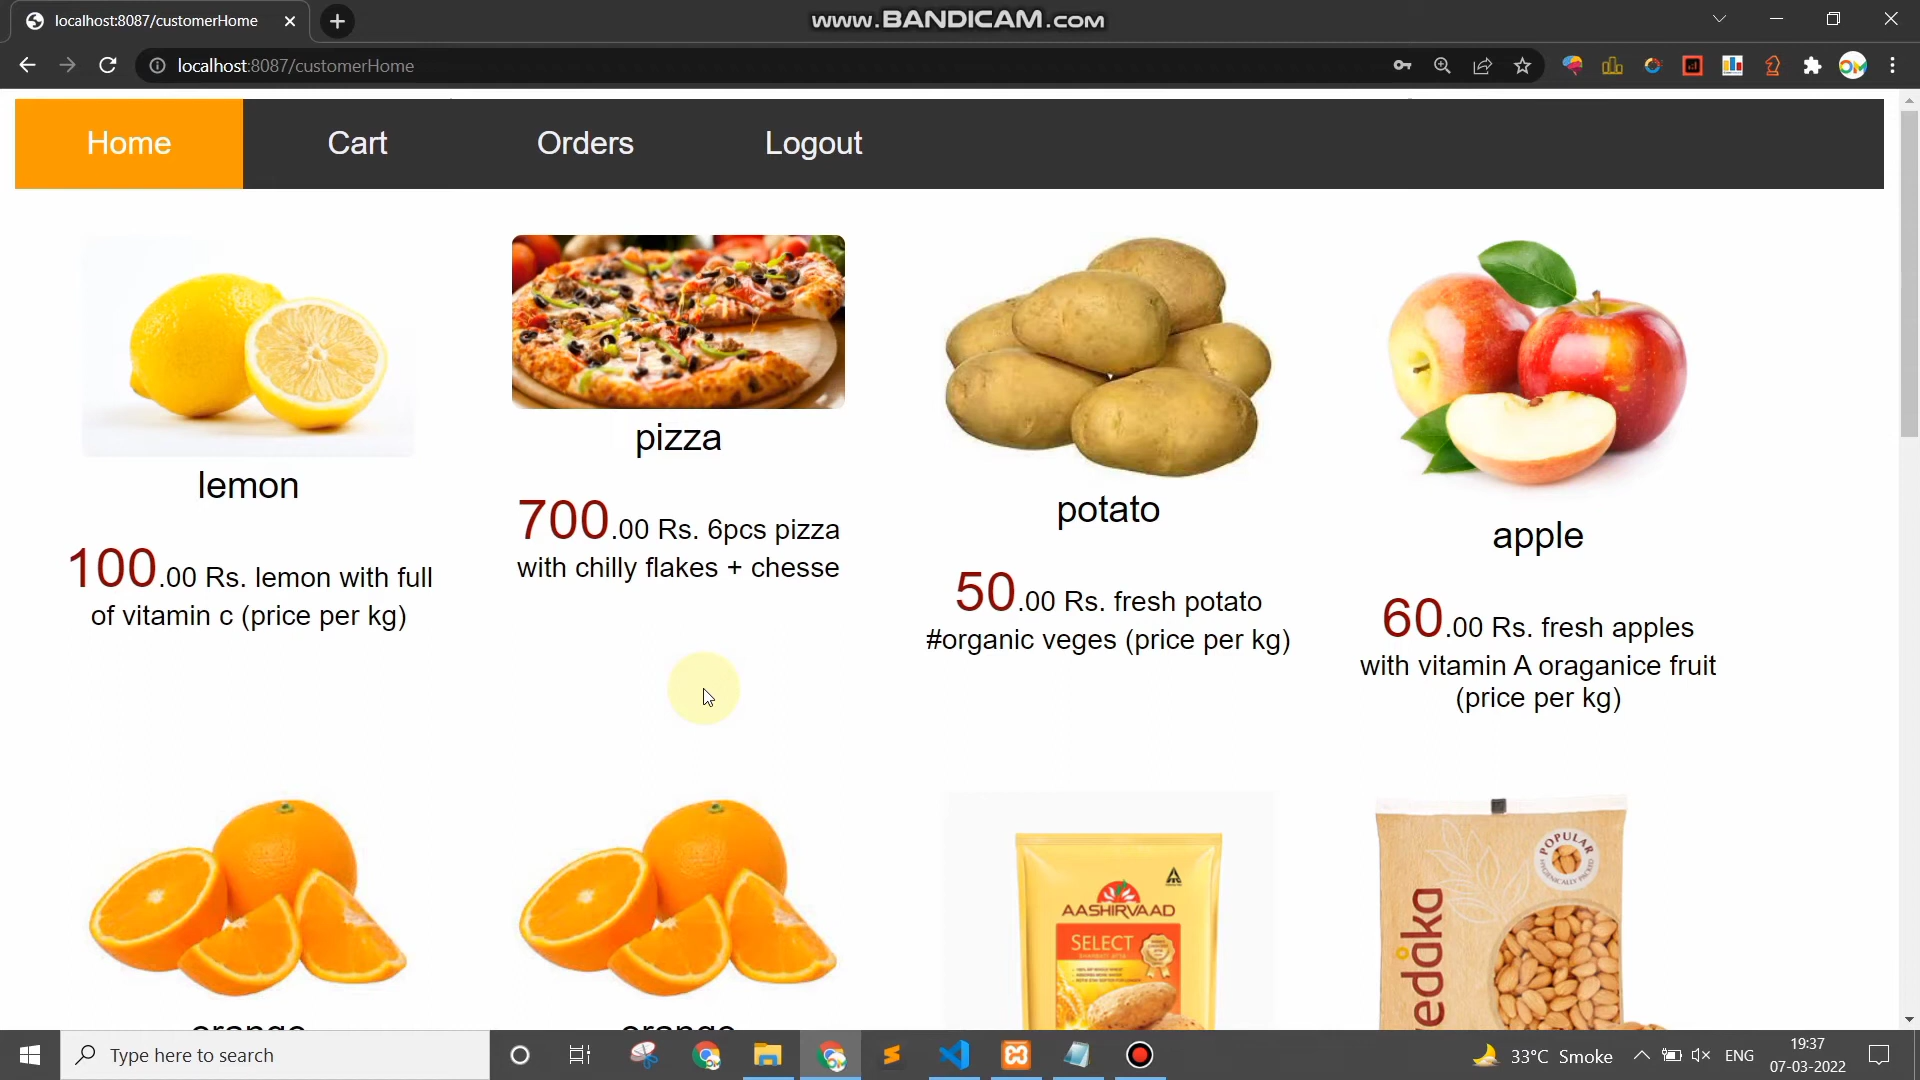 localhost:8087/customerHome
www.BANDICAM.com
localhost:8087/customerHome
Home
Cart
Orders
Logout
lemon
100.00 Rs. lemon with full
of vitamin c (price per kg)
pizza
700.00 Rs. 6pcs pizza
with chilly flakes + chesse
potato
50.00 Rs. fresh potato
#organic veges (price per kg)
apple
60.00 Rs. fresh apples
with vitamin A oraganice fruit
(price per kg)
orange
orange
AASHIRVAAD
SELECT
POPULAR
vedaka
Type here to search
33°C Smoke
ENG
19:37
07-03-2022